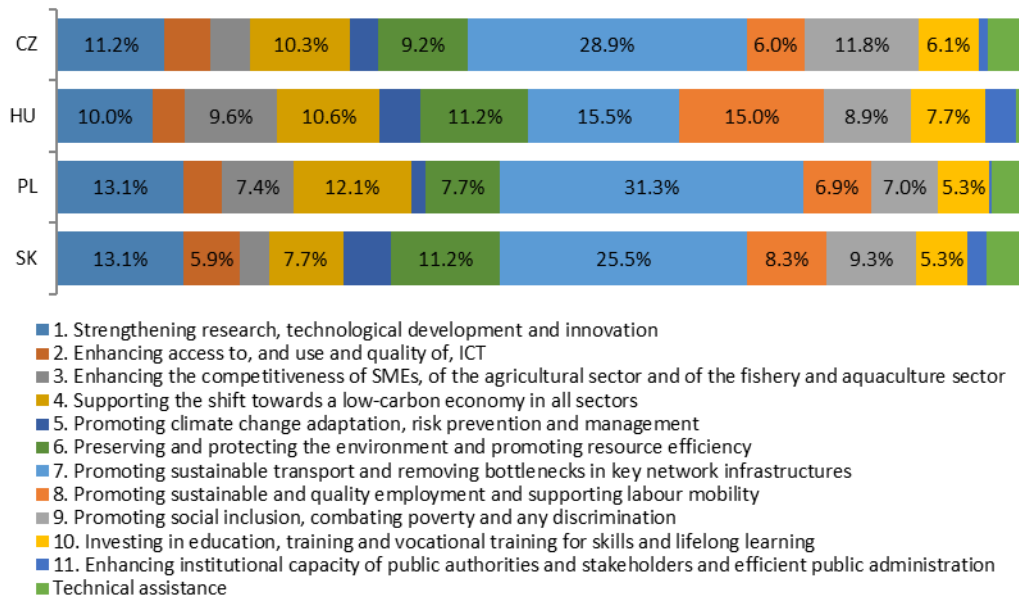 CZ 11.2% 10.3% 9.2% 28.9% 6.0% 11.8% 6.1%
HU 10.0% 9.6% 10.6% 11.2% 15.5% 15.0% 8.9% 7.7%
PL 13.1% 7.4% 12.1% 7.7% 31.3% 6.9% 7.0% 5.3%
SK 13.1% 5.9% 7.7% 11.2% 25.5% 8.3% 9.3% 5.3%
1. Strengthening research, technological development and innovation
2. Enhancing access to, and use and quality of, ICT
3. Enhancing the competitiveness of SMEs, of the agricultural sector and of the fishery and aquaculture sector
4. Supporting the shift towards a low-carbon economy in all sectors
5. Promoting climate change adaptation, risk prevention and management
6. Preserving and protecting the environment and promoting resource efficiency
7. Promoting sustainable transport and removing bottlenecks in key network infrastructures
8. Promoting sustainable and quality employment and supporting labour mobility
9. Promoting social inclusion, combating poverty and any discrimination
10. Investing in education, training and vocational training for skills and lifelong learning
11. Enhancing institutional capacity of public authorities and stakeholders and efficient public administration
Technical assistance